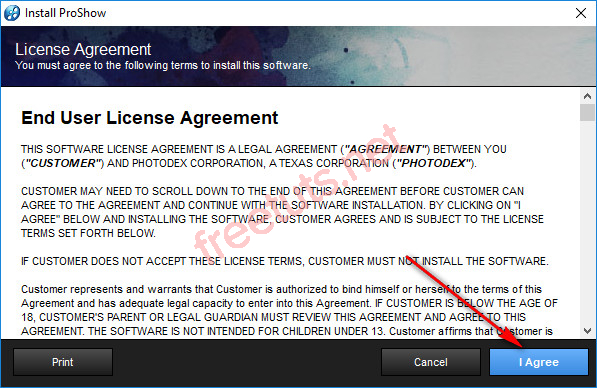 Install ProShow
License Agreement
You must agree to the following terms to install this software.
End User License Agreement
THIS SOFTWARE LICENSE AGREEMENT IS A LEGAL AGREEMENT ("AGREEMENT") BETWEEN YOU
("CUSTOMER") AND PHOTODEX CORPORATION, A TEXAS CORPORATION ("PHOTODEX").
CUSTOMER MAY NEED TO SCROLL DOWN TO THE END OF THIS AGREEMENT BEFORE CUSTOMER CAN
AGREE TO THE AGREEMENT AND CONTINUE WITH THE SOFTWARE INSTALLATION. BY CLICKING ON "I
AGREE" BELOW AND INSTALLING THE SOFTWARE, CUSTOMER AGREES AND IS SUBJECT TO THE LICENSE
TERMS SET FORTH BELOW.
IF CUSTOMER DOES NOT ACCEPT THESE LICENSE TERMS, CUSTOMER MUST NOT INSTALL THE SOFTWARE.
Customer represents and warrants that Customer is authorized to bind himself or herself to the terms of this
Agreement and has adequate legal capacity to enter into this Agreement. IF CUSTOMER IS BELOW THE AGE OF
18, CUSTOMER'S PARENT OR LEGAL GUARDIAN MUST REVIEW THIS AGREEMENT AND AGREE TO THIS
AGREEMENT. THE SOFTWARE IS NOT INTENDED FOR CHILDREN UNDER 13. Customer affirms that Customer is
freetuts.net
Print
Cancel
I Agree